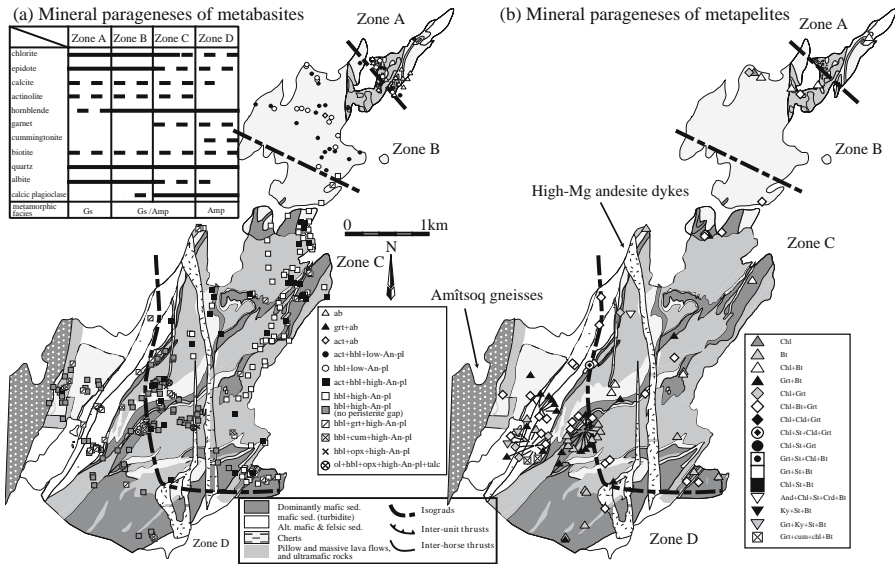 (a) Mineral parageneses of metabasites
Zone A Zone B Zone C Zone D
chlorite
epidote
calcite
actinolite
hornblende
garnet
cummingtonite
biotite
quartz
albite
calcic plagioclase
metamorphic facies Gs Gs /Amp Amp
Zone A
Zone B
0 1km
N
Zone C
ab
grt+ab
act+ab
act+hbl+low-An-pl
hbl+low-An-pl
act+hbl+high-An-pl
hbl+high-An-pl
hbl+high-An-pl
(no peristerite gap)
hbl+grt+high-An-pl
hbl+cum+high-An-pl
hbl+opx+high-An-pl
ol+hbl+opx+high-An-pl+talc
Zone D
Dominantly mafic sed.
mafic sed. (turbidite)
Alt. mafic & felsic sed.
Cherts
Pillow and massive lava flows,
and ultramafic rocks
Isograds
Inter-unit thrusts
Inter-horse thrusts
(b) Mineral parageneses of metapelites
Zone A
Zone B
High-Mg andesite dykes
Zone C
Amîtsoq gneisses
Chl
Bt
Chl+Bt
Grt+Bt
Chl+Grt
Chl+Bt+Grt
Chl+Cld+Grt
Chl+St+Cld+Grt
Chl+St+Grt
Grt+St+Chl+Bt
Grt+St+Bt
Chl+St+Bt
And+Chl+St+Crd+Bt
Ky+St+Bt
Grt+Ky+St+Bt
Grt+cum+chl+Bt
Zone D